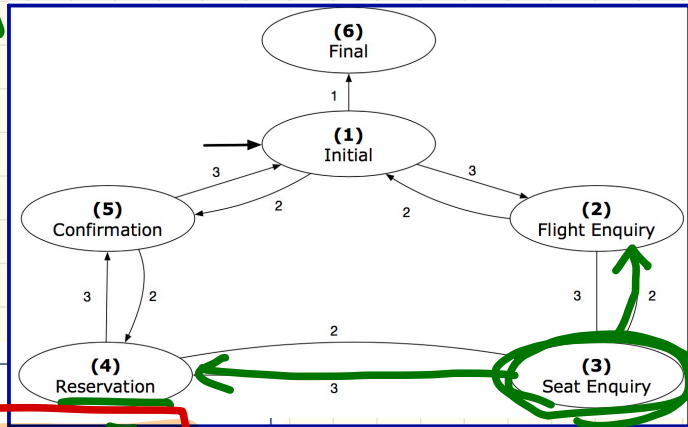 (6)
Final
1
(1)
Initial
3
3
2
2
(5)
Confirmation
(2)
Flight Enquiry
3
2
3
2
2
(4)
Reservation
(3)
Seat Enquiry
3